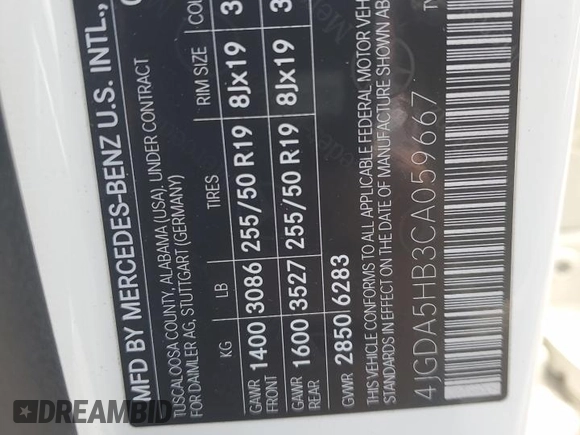 MFD BY MERCEDES-BENZ U.S. INTL.,
TUSCALOOSA COUNTY, ALABAMA (USA), UNDER CONTRACT
FOR DAIMLER AG, STUTTGART (GERMANY)
KG LB TIRES RIM SIZE
GAWR FRONT 1400 3086 255/50 R19 8Jx19
GAWR REAR 1600 3527 255/50 R19 8Jx19
GVWR 2850 6283
THIS VEHICLE CONFORMS TO ALL APPLICABLE FEDERAL MOTOR VEH
ON THE DATE OF MANUFACTURE SHOWN AB
4JGDA5HB3CA059667
DREAMBID